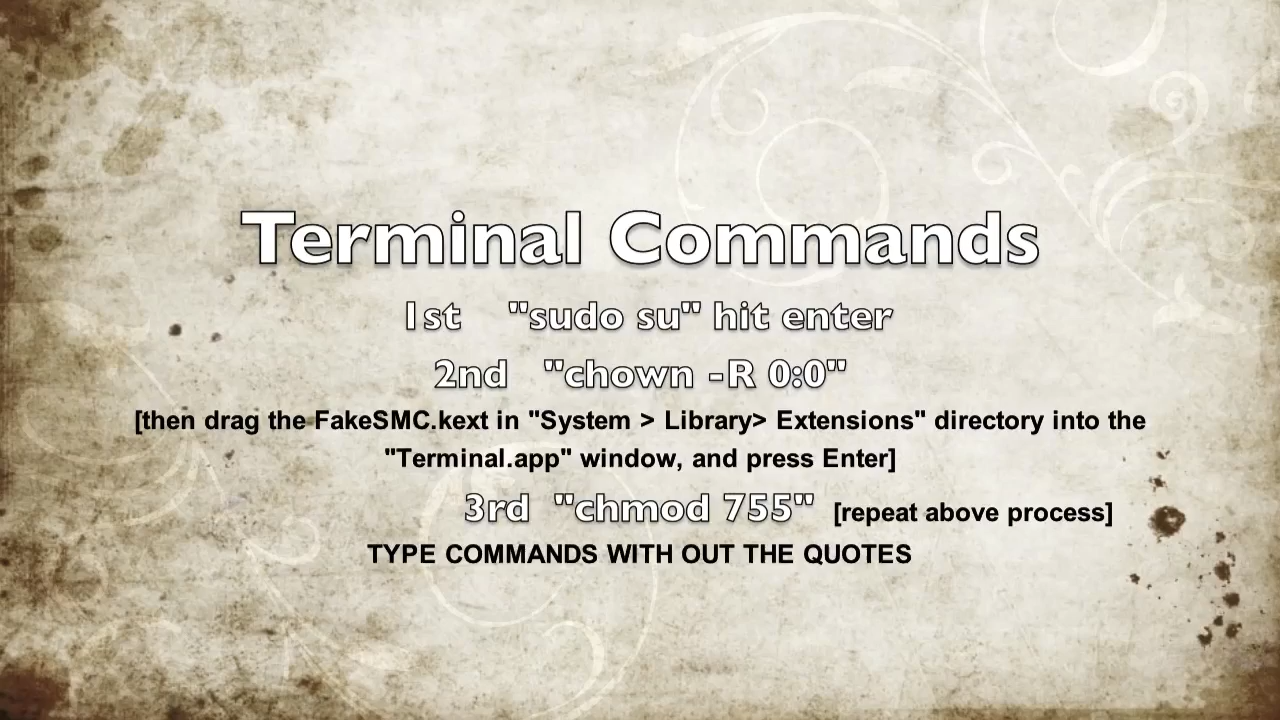 Terminal Commands
1st "sudo su" hit enter
2nd "chown -R 0:0"
[then drag the FakeSMC.kext in "System > Library> Extensions" directory into the
"Terminal.app" window, and press Enter]
3rd "chmod 755" [repeat above process]
TYPE COMMANDS WITH OUT THE QUOTES